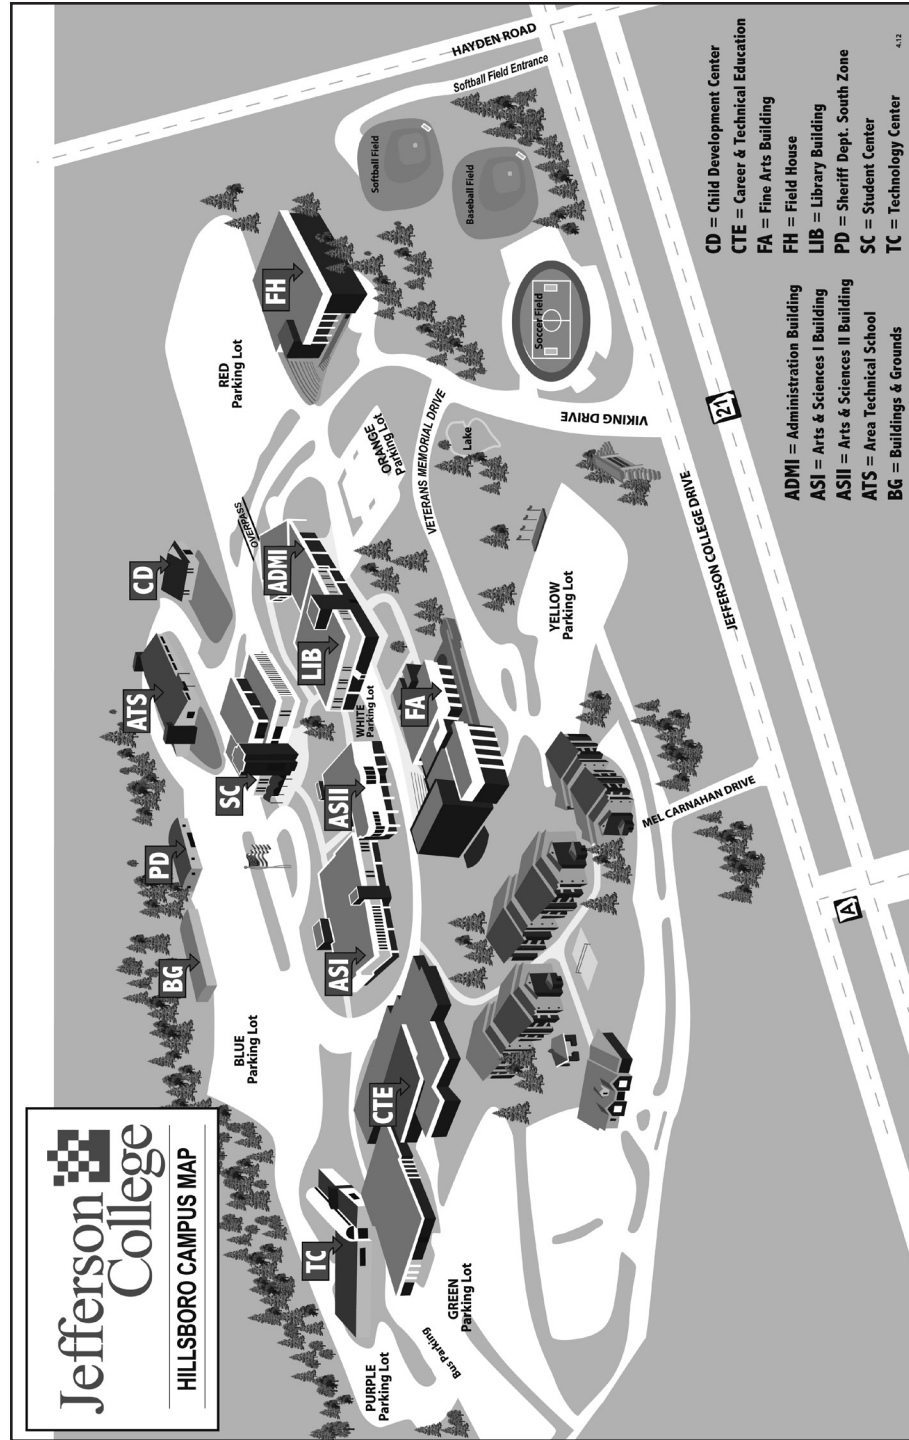 Jefferson
College
HILLSBORO CAMPUS MAP
PURPLE
Parking Lot
TC
Bus Parking
GREEN
Parking Lot
CTE
BLUE
Parking Lot
BG
PD
ASI
ASII
SC
ATS
CD
WHITE
Parking Lot
FA
LIB
ADMI
OVERPASS
RED
Parking Lot
FH
ORANGE
Parking Lot
VETERANS MEMORIAL DRIVE
Lake
YELLOW
Parking Lot
MEL CARNAHAN DRIVE
VIKING DRIVE
JEFFERSON COLLEGE DRIVE
Soccer Field
Softball Field
Baseball Field
Softball Field Entrance
HAYDEN ROAD
21
A
ADMI = Administration Building
ASI = Arts & Sciences I Building
ASII = Arts & Sciences II Building
ATS = Area Technical School
BG = Buildings & Grounds
CD = Child Development Center
CTE = Career & Technical Education
FA = Fine Arts Building
FH = Field House
LIB = Library Building
PD = Sheriff Dept. South Zone
SC = Student Center
TC = Technology Center
4.12